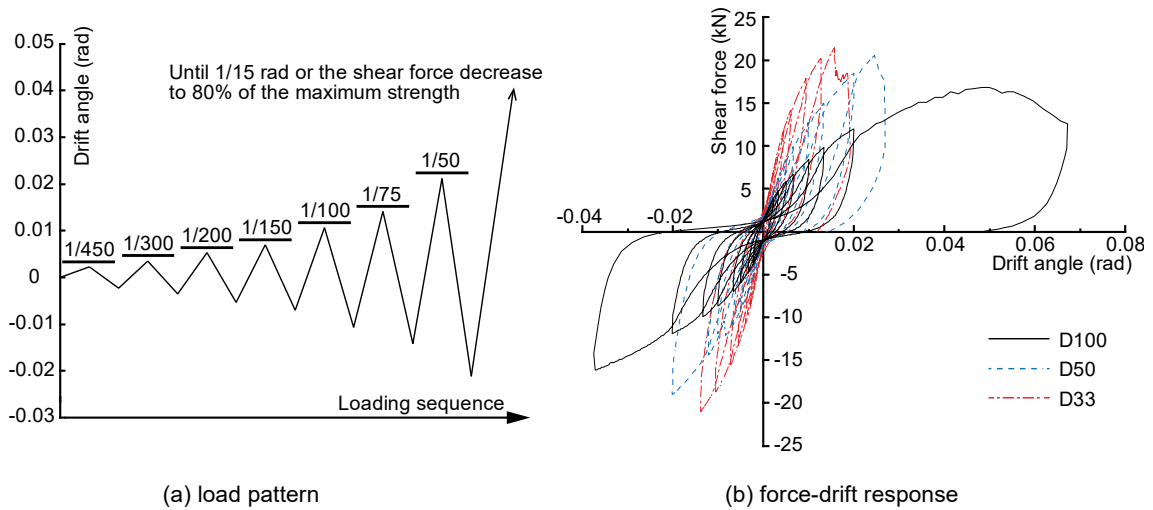 0.05
0.04
0.03
0.02
0.01
0
-0.01
-0.02
-0.03
Drift angle (rad)
Until 1/15 rad or the shear force decrease
to 80% of the maximum strength
1/450
1/300
1/200
1/150
1/100
1/75
1/50
Loading sequence
(a) load pattern
25
20
15
10
5
-5
-10
-15
-20
-25
Shear force (kN)
-0.04
-0.02
0.02
0.04
0.06
0.08
Drift angle (rad)
D100
D50
D33
(b) force-drift response